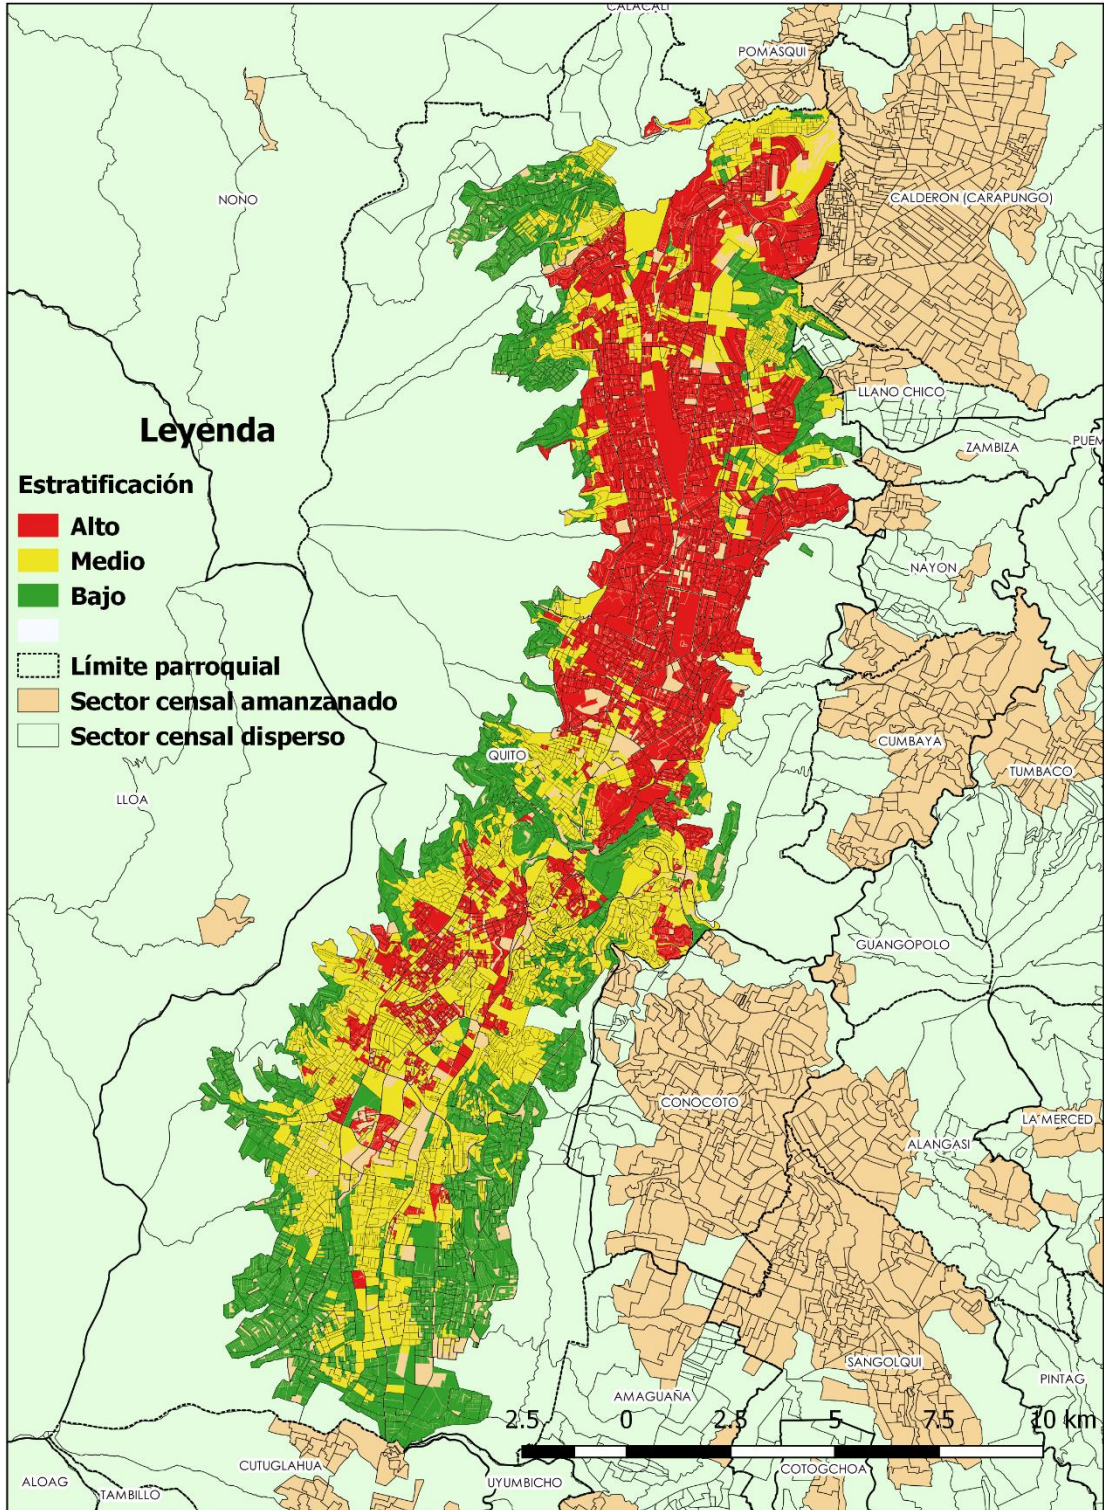 CALACALI
POMASQUI
NONO
CALDERON (CARAPUNGO)
LLANO CHICO
ZAMBIZA
PUEM
Leyenda
Estratificación
Alto
Medio
Bajo
Límite parroquial
Sector censal amanzanado
Sector censal disperso
NAYON
QUITO
CUMBAYA
TUMBACO
LLOA
GUANGOPOLO
CONOCOTO
LA MERCED
ALANGASI
SANGOLQUI
PINTAG
AMAGUAÑA
2.5 0 2.5 5 7.5 10 km
CUTUGLAHUA
COTOGCHOA
ALOAG
UYUMBICHO
TAMBILLO